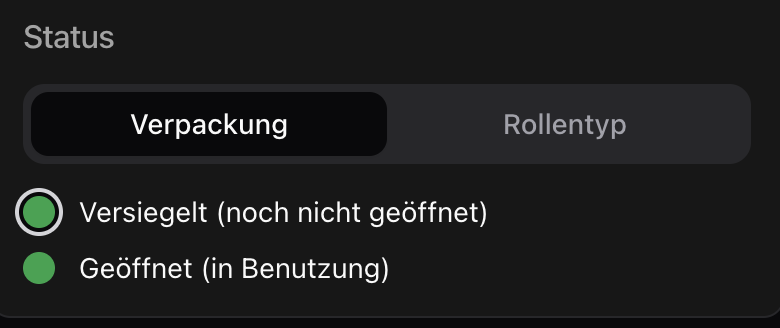 Status
Verpackung
Rollentyp
Versiegelt (noch nicht geöffnet)
Geöffnet (in Benutzung)